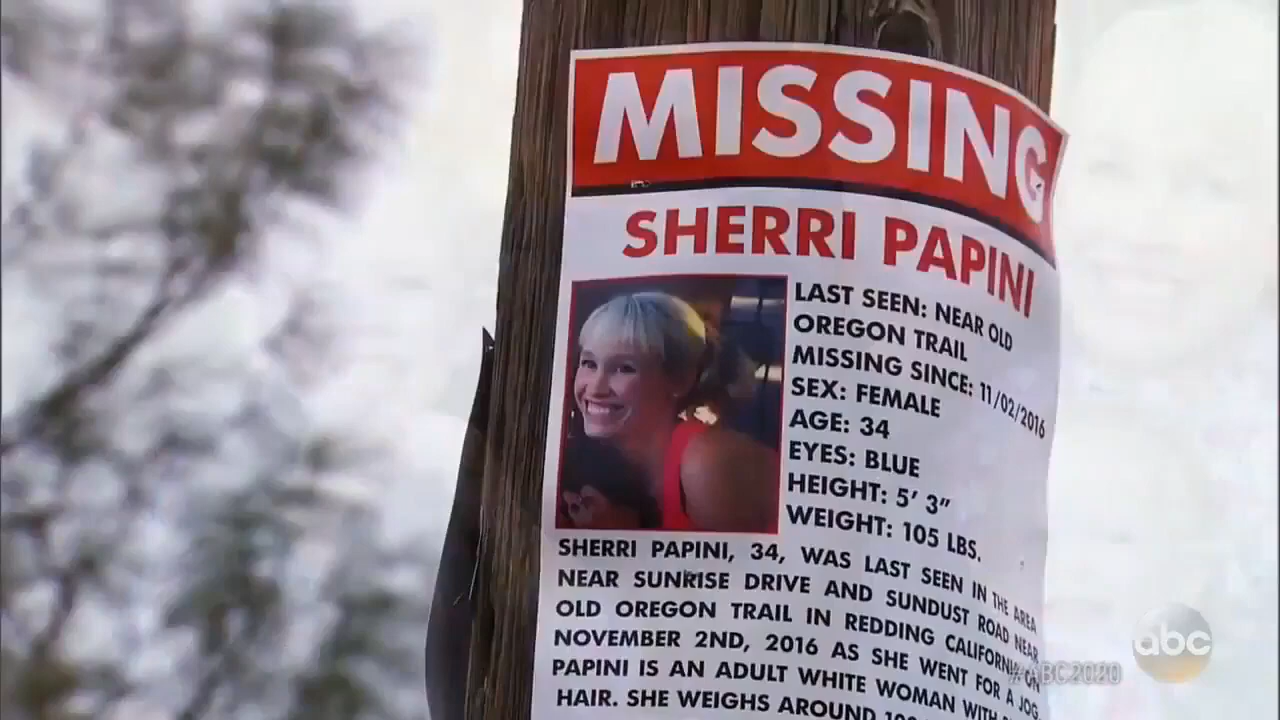 MISSING
SHERRI PAPINI
LAST SEEN: NEAR OLD
OREGON TRAIL
MISSING SINCE: 11/02/2016
SEX: FEMALE
AGE: 34
EYES: BLUE
HEIGHT: 5' 3"
WEIGHT: 105 LBS.
SHERRI PAPINI, 34, WAS LAST SEEN IN THE AREA
NEAR SUNRISE DRIVE AND SUNDUST ROAD NEAR
OLD OREGON TRAIL IN REDDING CALIFORNIA ON
NOVEMBER 2ND, 2016 AS SHE WENT FOR A JOG.
PAPINI IS AN ADULT WHITE WOMAN WITH
HAIR. SHE WEIGHS AROUND
abc
#ABC2020